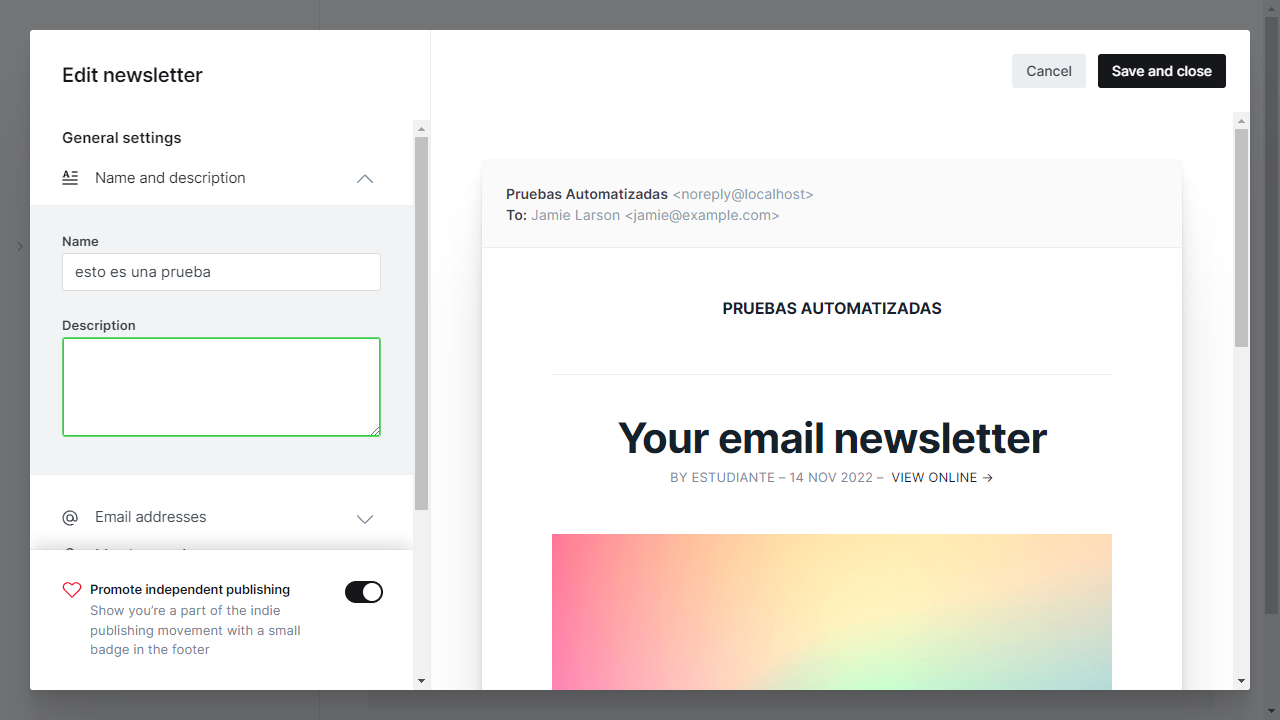 Edit newsletter
Cancel
Save and close
General settings
Name and description
Name
esto es una prueba
Description
Email addresses
Promote independent publishing
Show you're a part of the indie
publishing movement with a small
badge in the footer
Pruebas Automatizadas <noreply@localhost>
To: Jamie Larson <jamie@example.com>
PRUEBAS AUTOMATIZADAS
Your email newsletter
BY ESTUDIANTE – 14 NOV 2022 – VIEW ONLINE →